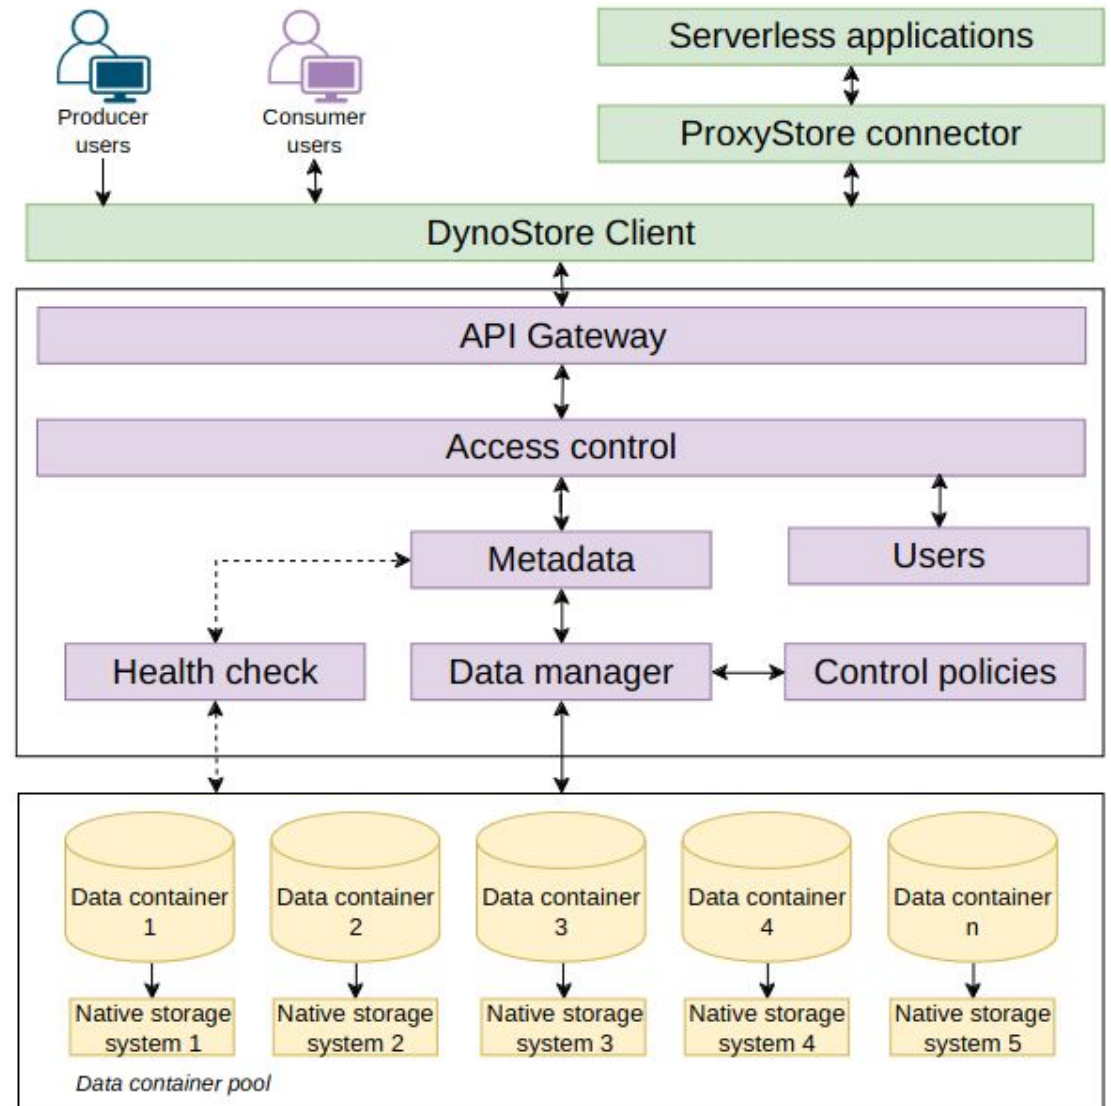 Serverless applications
Producer
users
Consumer
users
ProxyStore connector
DynoStore Client
API Gateway
Access control
Metadata
Users
Health check
Data manager
Control policies
Data container
1
Data container
2
Data container
3
Data container
4
Data container
n
Native storage
system 1
Native storage
system 2
Native storage
system 3
Native storage
system 4
Native storage
system 5
Data container pool